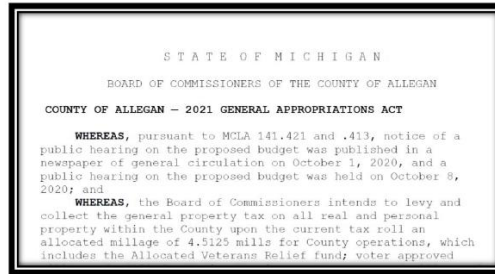 STATE OF MICHIGAN
BOARD OF COMMISSIONERS OF THE COUNTY OF ALLEGAN
COUNTY OF ALLEGAN – 2021 GENERAL APPROPRIATIONS ACT
WHEREAS, pursuant to MCLA 141.421 and .413, notice of a
public hearing on the proposed budget was published in a
newspaper of general circulation on October 1, 2020, and a
public hearing on the proposed budget was held on October 8,
2020; and
WHEREAS, the Board of Commissioners intends to levy and
collect the general property tax on all real and personal
property within the County upon the current tax roll an
allocated millage of 4.5125 mills for County operations, which
includes the Allocated Veterans Relief fund; voter approved